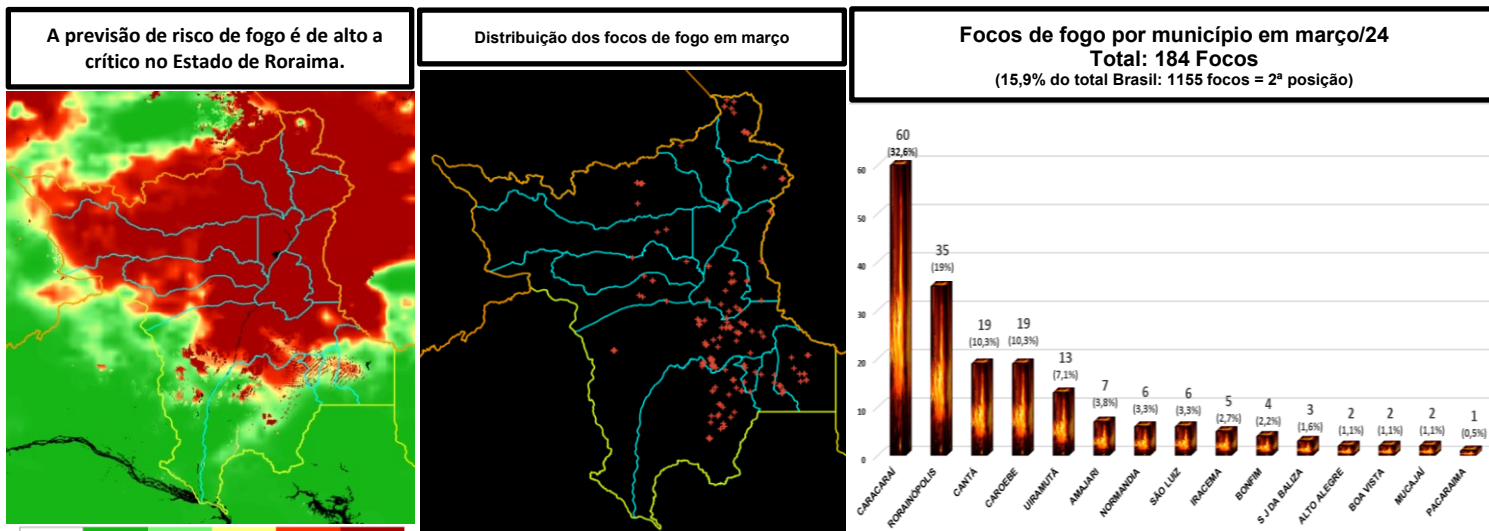 A previsão de risco de fogo é de alto a
crítico no Estado de Roraima.
Distribuição dos focos de fogo em março
Focos de fogo por município em março/24
Total: 184 Focos
(15,9% do total Brasil: 1155 focos = 2ª posição)
60
(32,6%)
35
(19%)
19
(10,3%)
19
(10,3%)
13
(7,1%)
7
(3,8%)
6
(3,3%)
6
(3,3%)
5
(2,7%)
4
(2,2%)
3
(1,6%)
2
(1,1%)
2
(1,1%)
2
(1,1%)
1
(0,5%)
60
50
40
30
20
10
0
CARACARAÍ
RORAINÓPOLIS
CANTÁ
CAROEBE
UIRAMUTÃ
AMAJARI
NORMANDIA
SÃO LUIZ
IRACEMA
BONFIM
S J DA BALIZA
ALTO ALEGRE
BOA VISTA
MUCAJAÍ
PACARAIMA